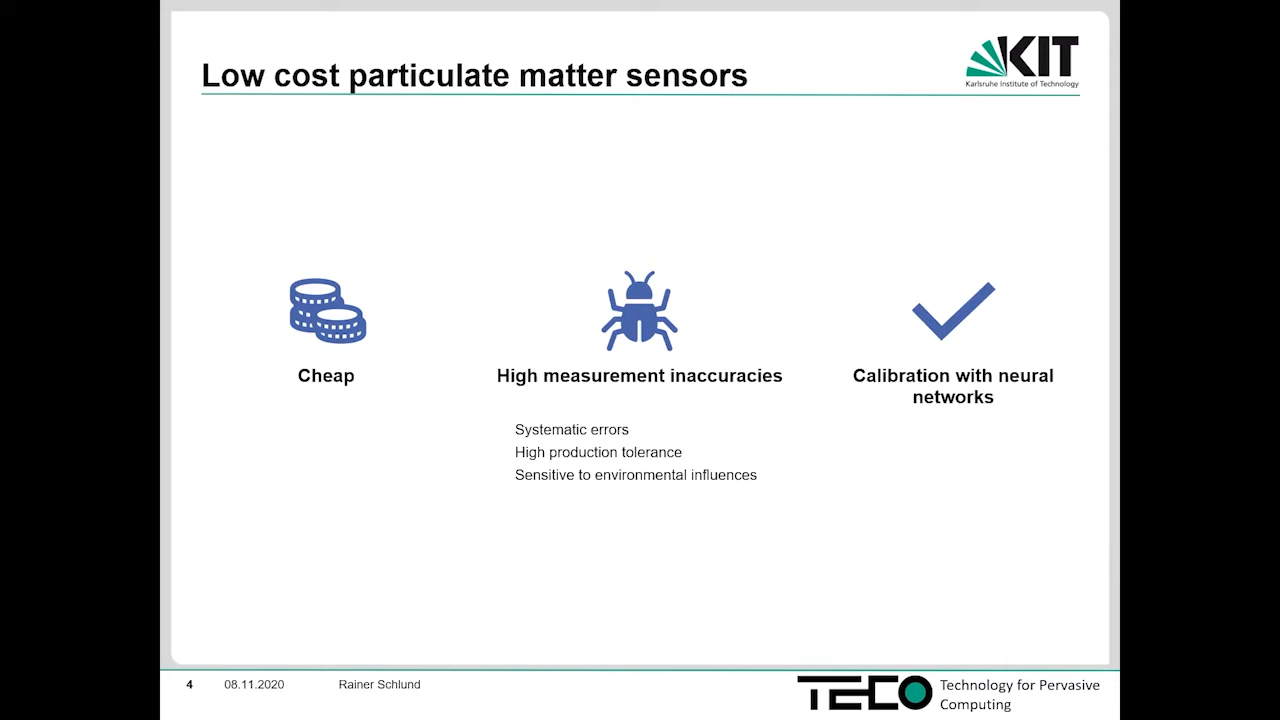 Low cost particulate matter sensors
KIT
Karlsruhe Institute of Technology
Cheap
High measurement inaccuracies
Systematic errors
High production tolerance
Sensitive to environmental influences
Calibration with neural
networks
4
08.11.2020
Rainer Schlund
TECO
Technology for Pervasive
Computing